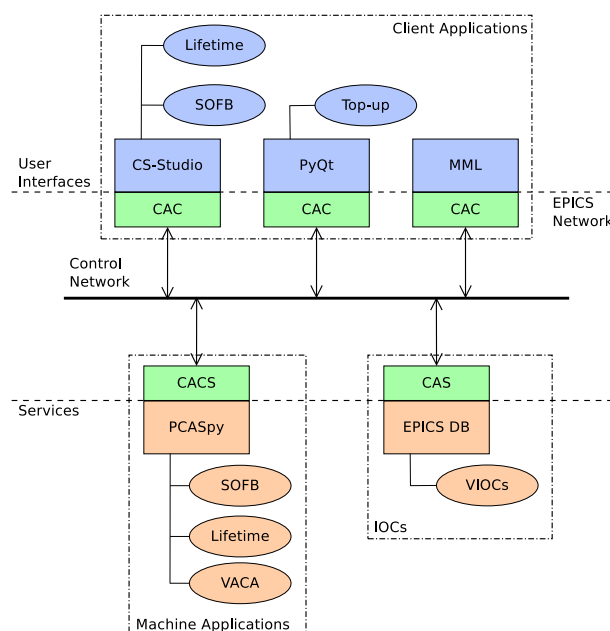 Client Applications
Lifetime
SOFB
Top-up
CS-Studio
PyQt
MML
User
Interfaces
CAC
CAC
CAC
EPICS
Network
Control
Network
CACS
CAS
Services
PCASpy
EPICS DB
SOFB
VIOCs
IOCs
Lifetime
VACA
Machine Applications